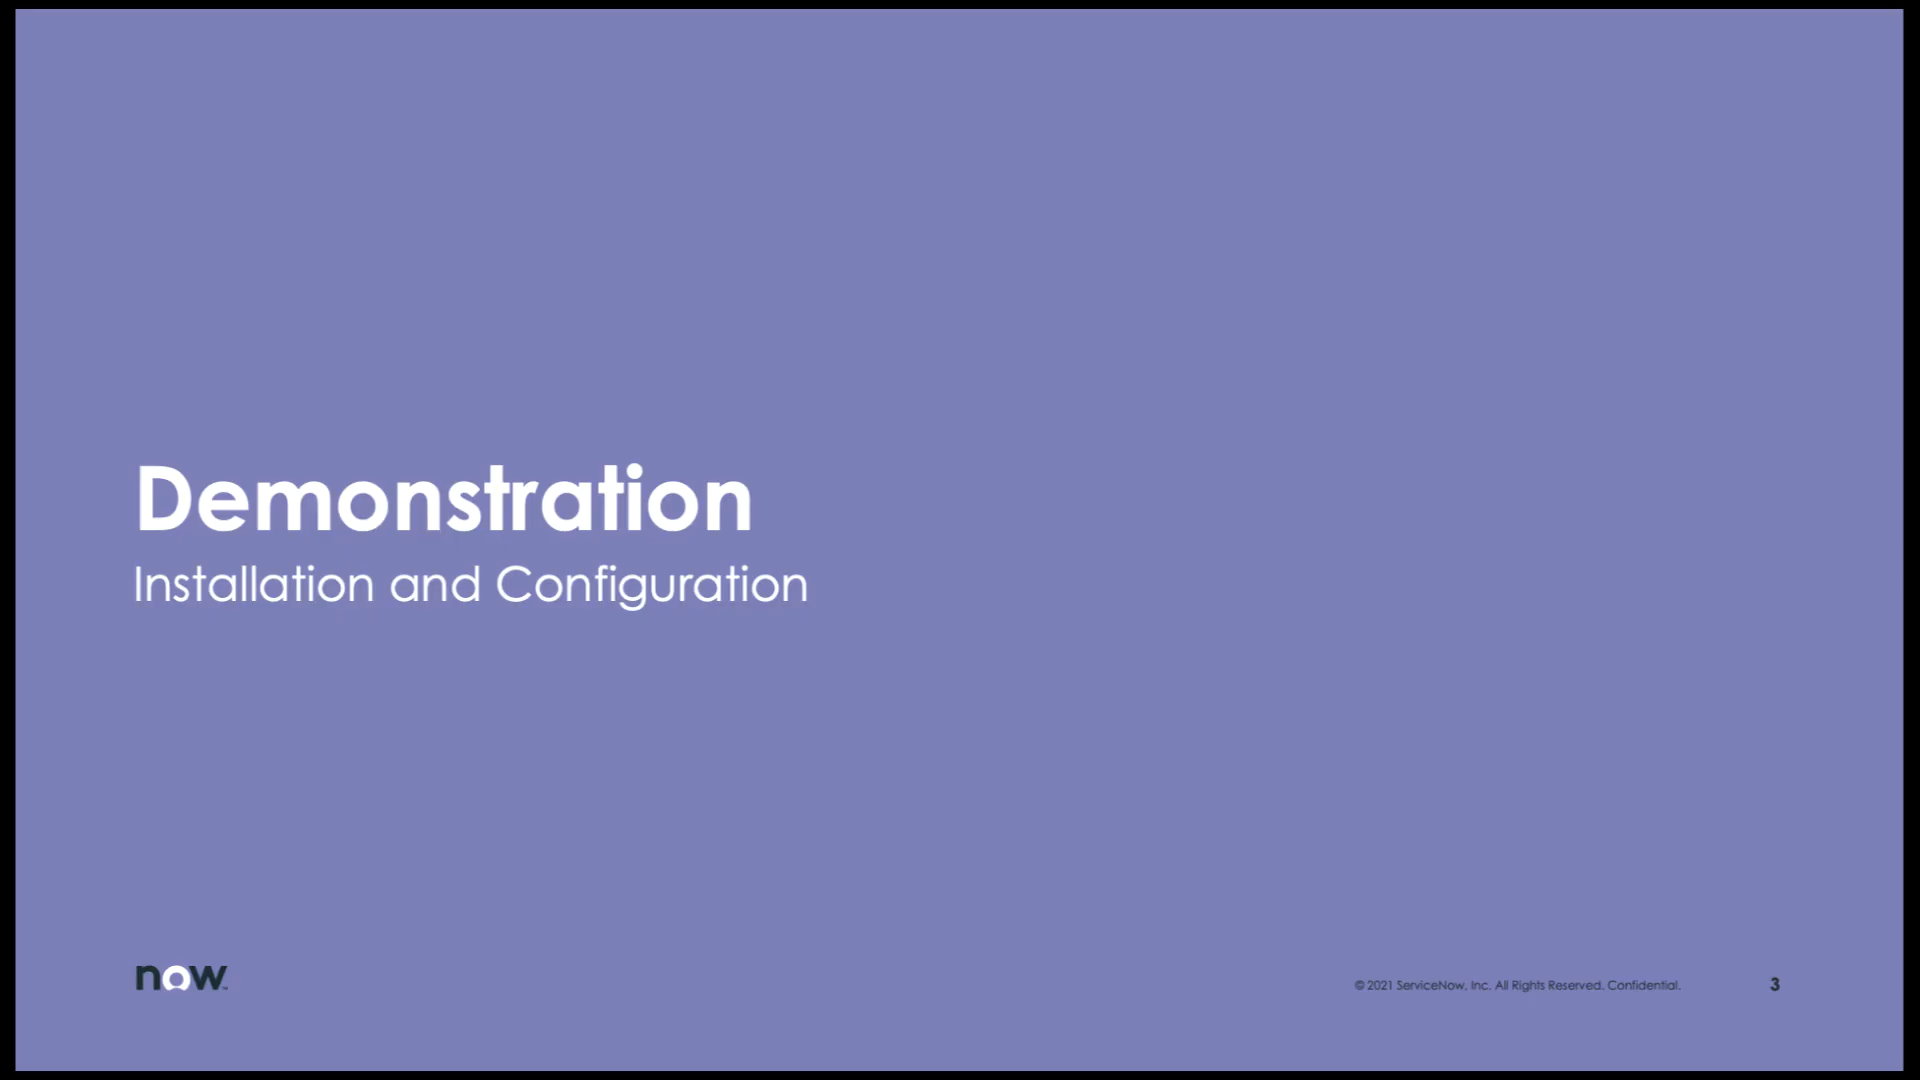 Demonstration
Installation and Configuration
now
© 2021 ServiceNow, Inc. All Rights Reserved. Confidential.
3